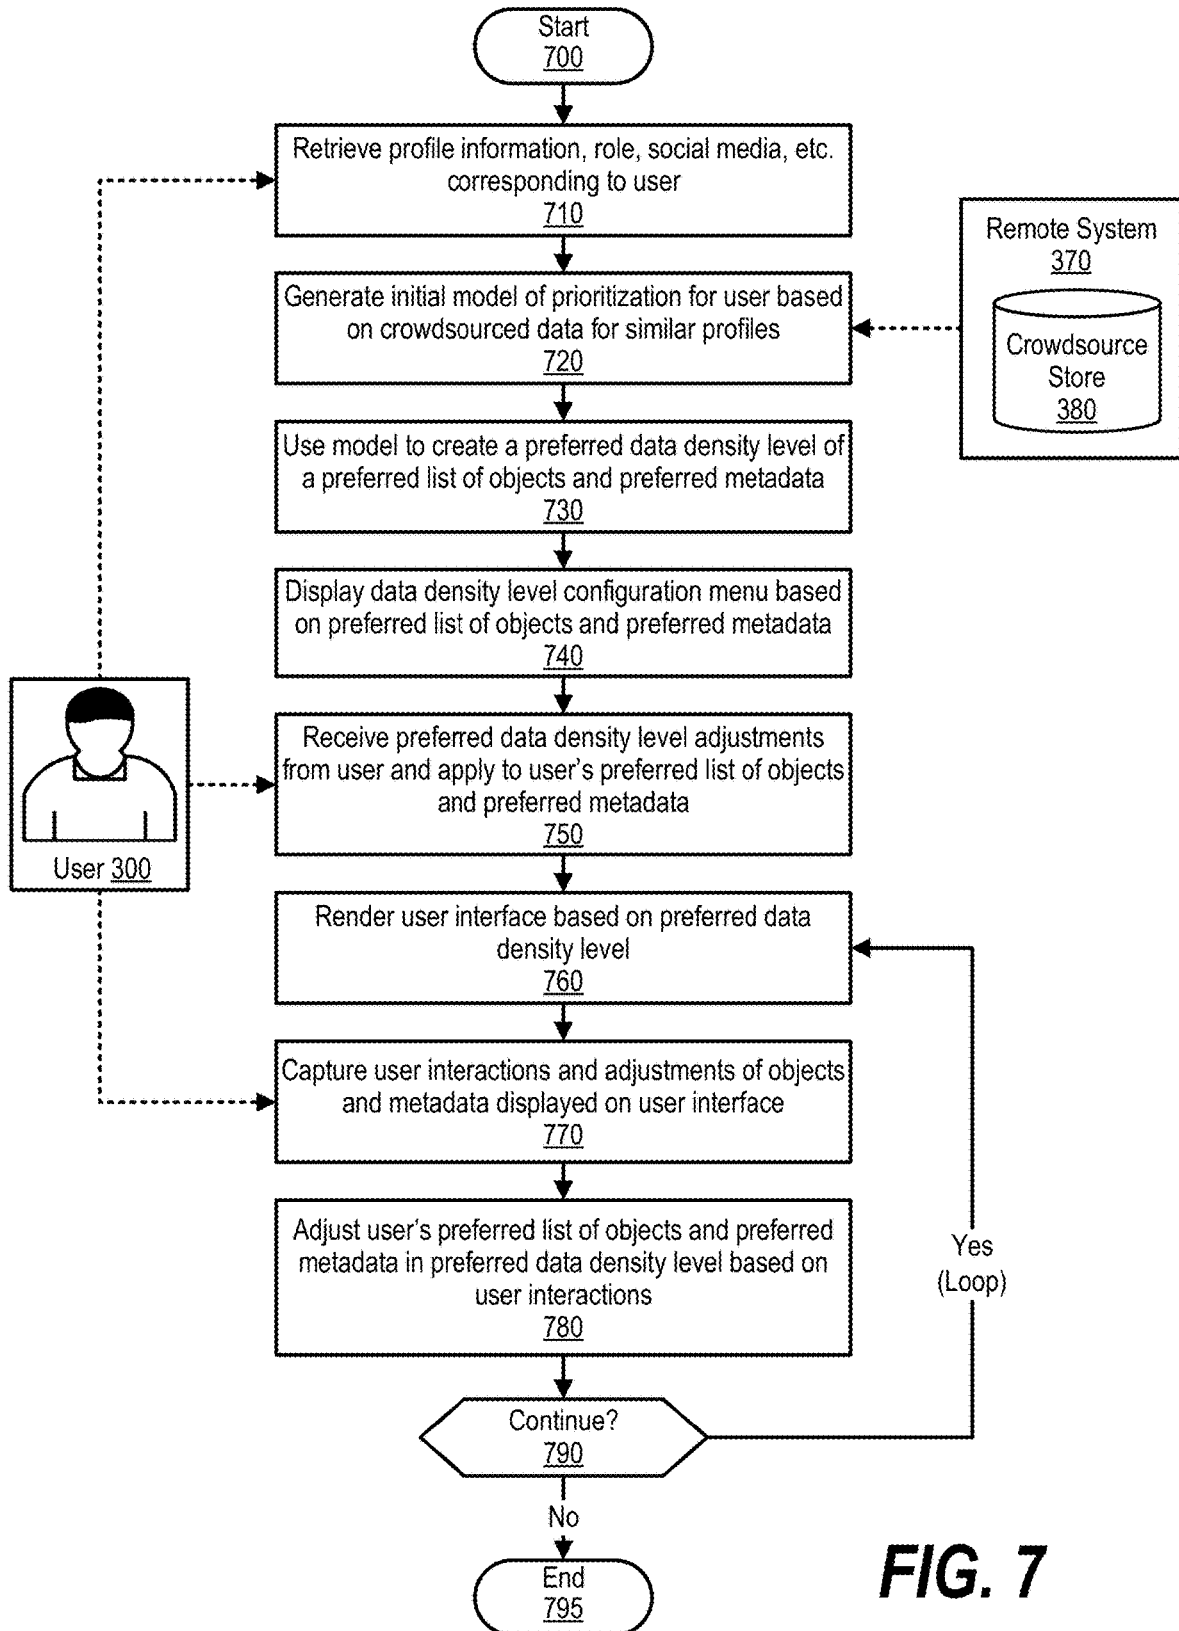 Start
700
Retrieve profile information, role, social media, etc.
corresponding to user
710
Remote System
370
Crowdsource
Store
380
Generate initial model of prioritization for user based
on crowdsourced data for similar profiles
720
Use model to create a preferred data density level of
a preferred list of objects and preferred metadata
730
Display data density level configuration menu based
on preferred list of objects and preferred metadata
740
User 300
Receive preferred data density level adjustments
from user and apply to user's preferred list of objects
and preferred metadata
750
Render user interface based on preferred data
density level
760
Capture user interactions and adjustments of objects
and metadata displayed on user interface
770
Adjust user's preferred list of objects and preferred
metadata in preferred data density level based on
user interactions
780
Yes
(Loop)
Continue?
790
No
End
795
FIG. 7